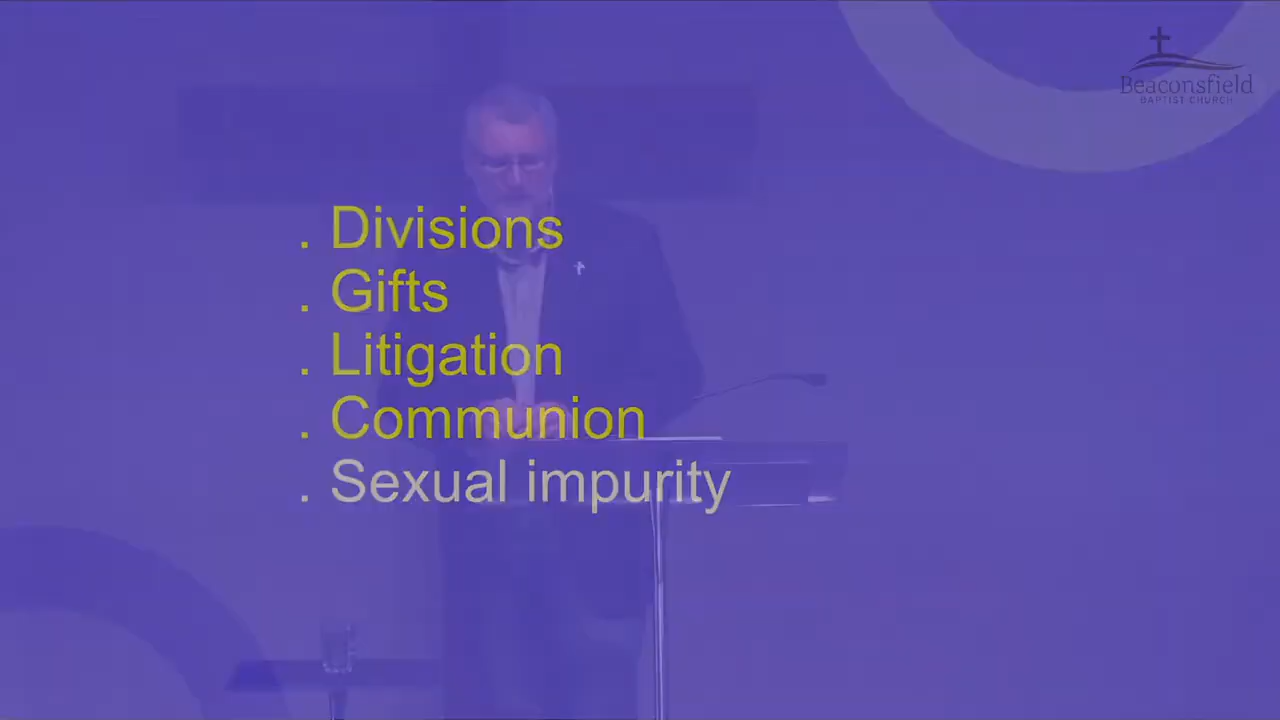 Beaconsfield
BAPTIST CHURCH
. Divisions
. Gifts
. Litigation
. Communion
. Sexual impurity